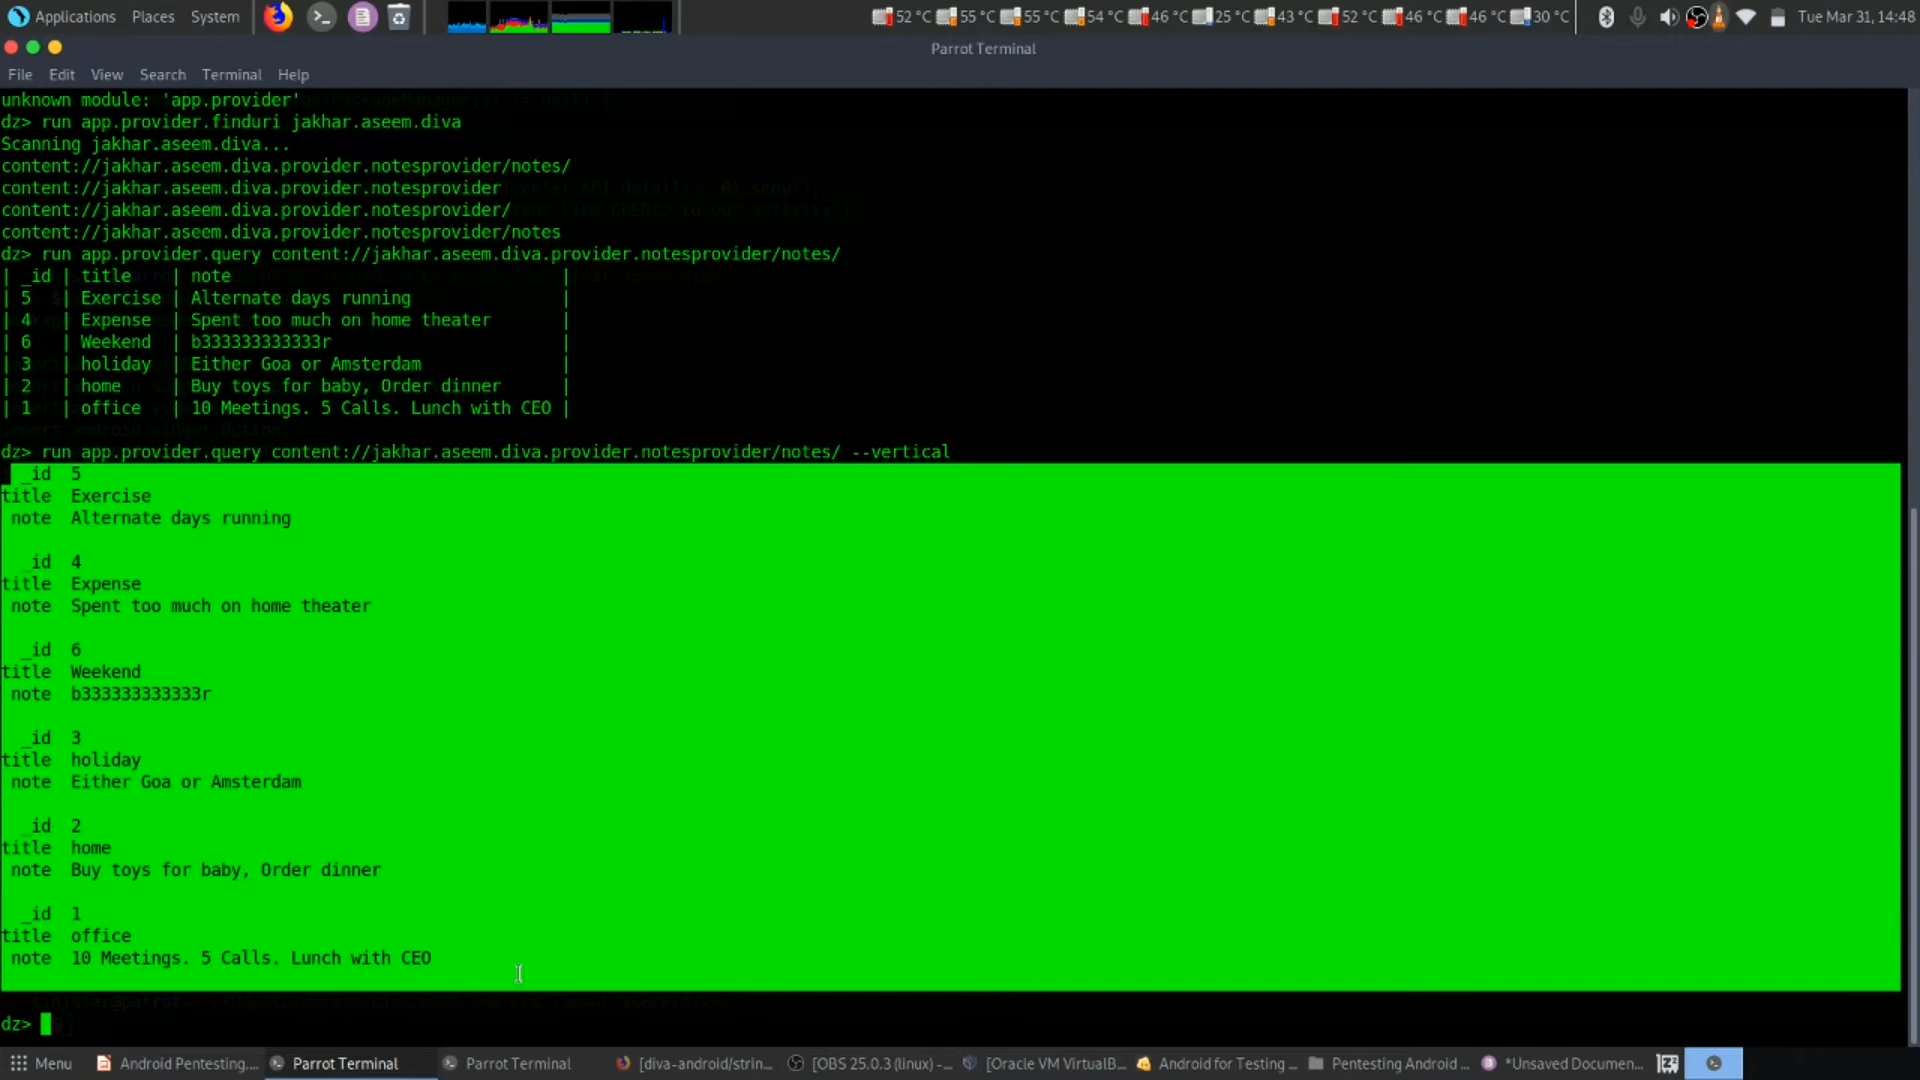 Applications Places System 52 °C 55 °C 55 °C 54 °C 46 °C 25 °C 43 °C 52 °C 46 °C 46 °C 30 °C Tue Mar 31, 14:48
Parrot Terminal
File Edit View Search Terminal Help
unknown module: 'app.provider'
dz> run app.provider.finduri jakhar.aseem.diva
Scanning jakhar.aseem.diva...
content://jakhar.aseem.diva.provider.notesprovider/notes/
content://jakhar.aseem.diva.provider.notesprovider
content://jakhar.aseem.diva.provider.notesprovider/
content://jakhar.aseem.diva.provider.notesprovider/notes
dz> run app.provider.query content://jakhar.aseem.diva.provider.notesprovider/notes/
| _id | title | note |
| 5 | Exercise | Alternate days running |
| 4 | Expense | Spent too much on home theater |
| 6 | Weekend | b333333333333r |
| 3 | holiday | Either Goa or Amsterdam |
| 2 | home | Buy toys for baby, Order dinner |
| 1 | office | 10 Meetings. 5 Calls. Lunch with CEO |
dz> run app.provider.query content://jakhar.aseem.diva.provider.notesprovider/notes/ --vertical
_id 5
title Exercise
note Alternate days running
_id 4
title Expense
note Spent too much on home theater
_id 6
title Weekend
note b333333333333r
_id 3
title holiday
note Either Goa or Amsterdam
_id 2
title home
note Buy toys for baby, Order dinner
_id 1
title office
note 10 Meetings. 5 Calls. Lunch with CEO
dz>
Menu Android Pentesting.... Parrot Terminal Parrot Terminal [diva-android/strin... [OBS 25.0.3 (linux) -... [Oracle VM VirtualB... Android for Testing ... Pentesting Android ... *Unsaved Documen...